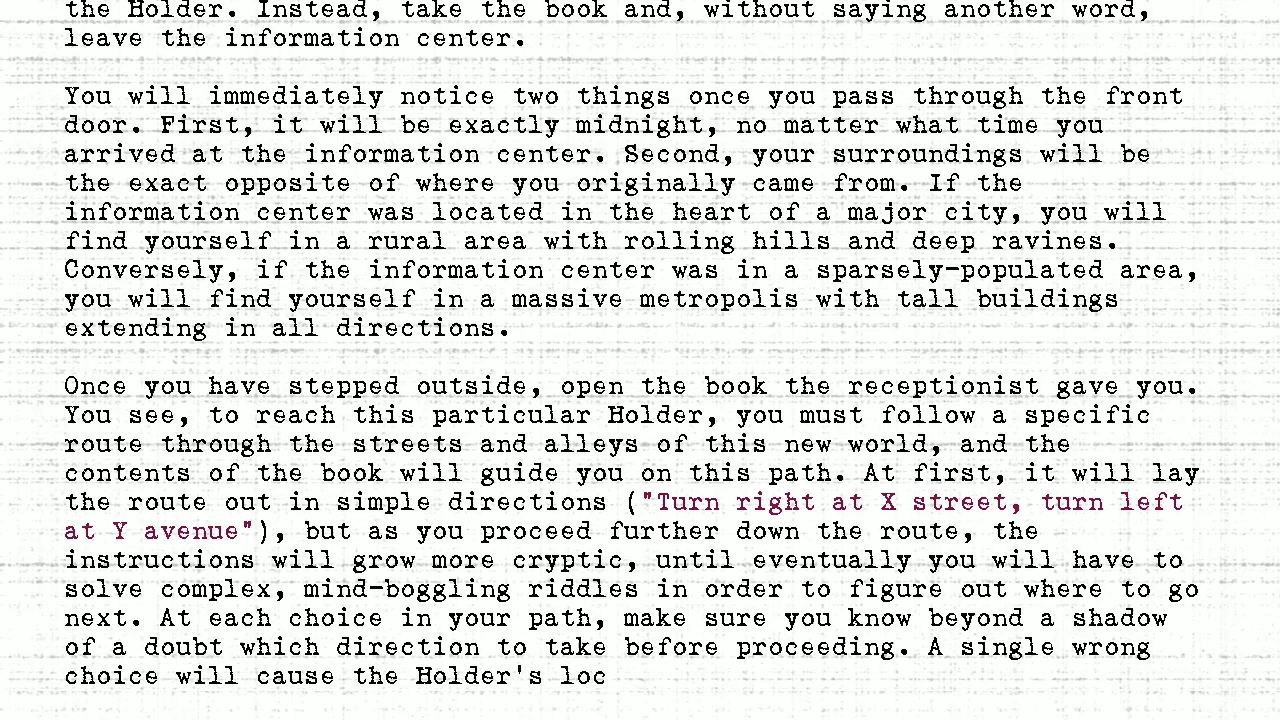 the Holder. Instead, take the book and, without saying another word,
leave the information center.
You will immediately notice two things once you pass through the front
door. First, it will be exactly midnight, no matter what time you
arrived at the information center. Second, your surroundings will be
the exact opposite of where you originally came from. If the
information center was located in the heart of a major city, you will
find yourself in a rural area with rolling hills and deep ravines.
Conversely, if the information center was in a sparsely-populated area,
you will find yourself in a massive metropolis with tall buildings
extending in all directions.
Once you have stepped outside, open the book the receptionist gave you.
You see, to reach this particular Holder, you must follow a specific
route through the streets and alleys of this new world, and the
contents of the book will guide you on this path. At first, it will lay
the route out in simple directions ("Turn right at X street, turn left
at Y avenue"), but as you proceed further down the route, the
instructions will grow more cryptic, until eventually you will have to
solve complex, mind-boggling riddles in order to figure out where to go
next. At each choice in your path, make sure you know beyond a shadow
of a doubt which direction to take before proceeding. A single wrong
choice will cause the Holder's loc